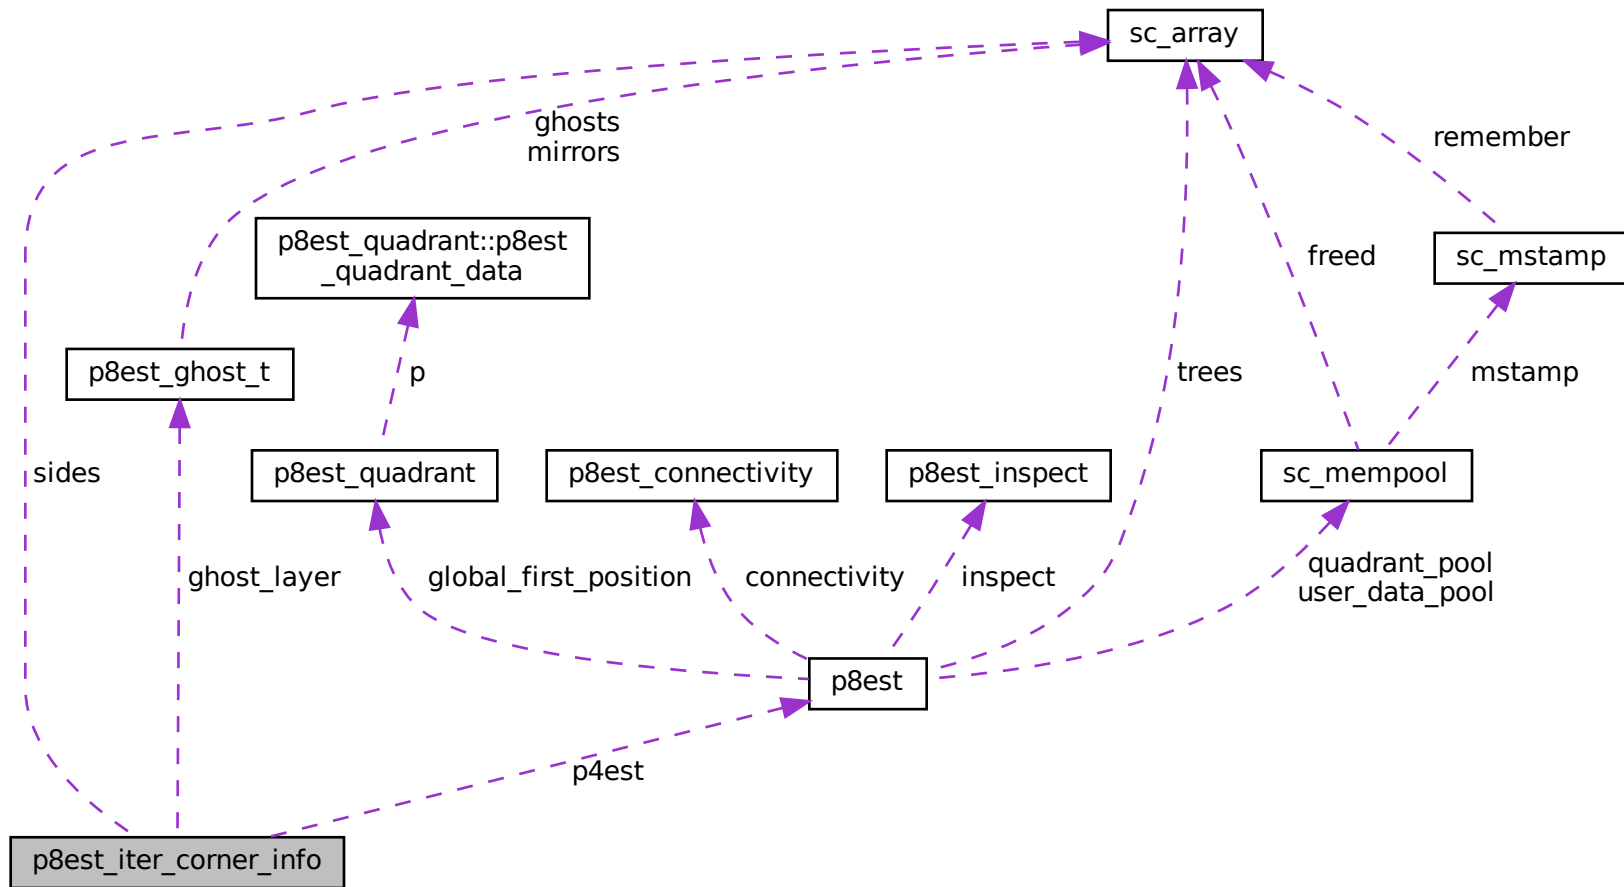 sc_array
ghosts
mirrors
remember
p8est_quadrant::p8est
_quadrant_data
freed
sc_mstamp
p8est_ghost_t
p
trees
mstamp
sides
p8est_quadrant
p8est_connectivity
p8est_inspect
sc_mempool
ghost_layer
global_first_position
connectivity
inspect
quadrant_pool
user_data_pool
p8est
p4est
p8est_iter_corner_info